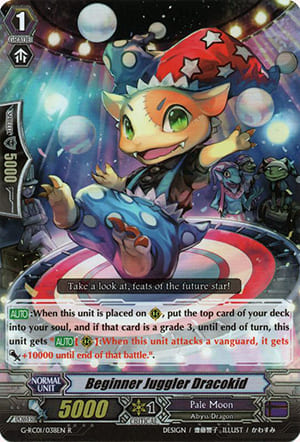 1
GRADE
SHIELD
5000
Take a look at, feats of the future star!
AUTO:When this unit is placed on , put the top card of your deck
into your soul, and if that card is a grade 3, until end of turn, this
unit gets "AUTO :When this unit attacks a vanguard, it gets
+10000 until end of that battle.".
NORMAL
UNIT
Beginner Juggler Dracokid
POWER
5000
1
CRITICAL
Pale Moon
Abyss Dragon
G-RC01/038EN R
DESIGN / 齋藤智子, ILLUST / かわすみ